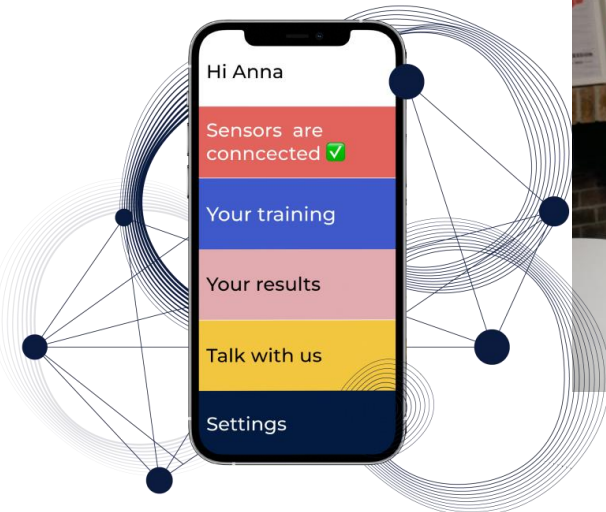 Hi Anna
Sensors are
conncected ✅
Your training
Your results
Talk with us
Settings